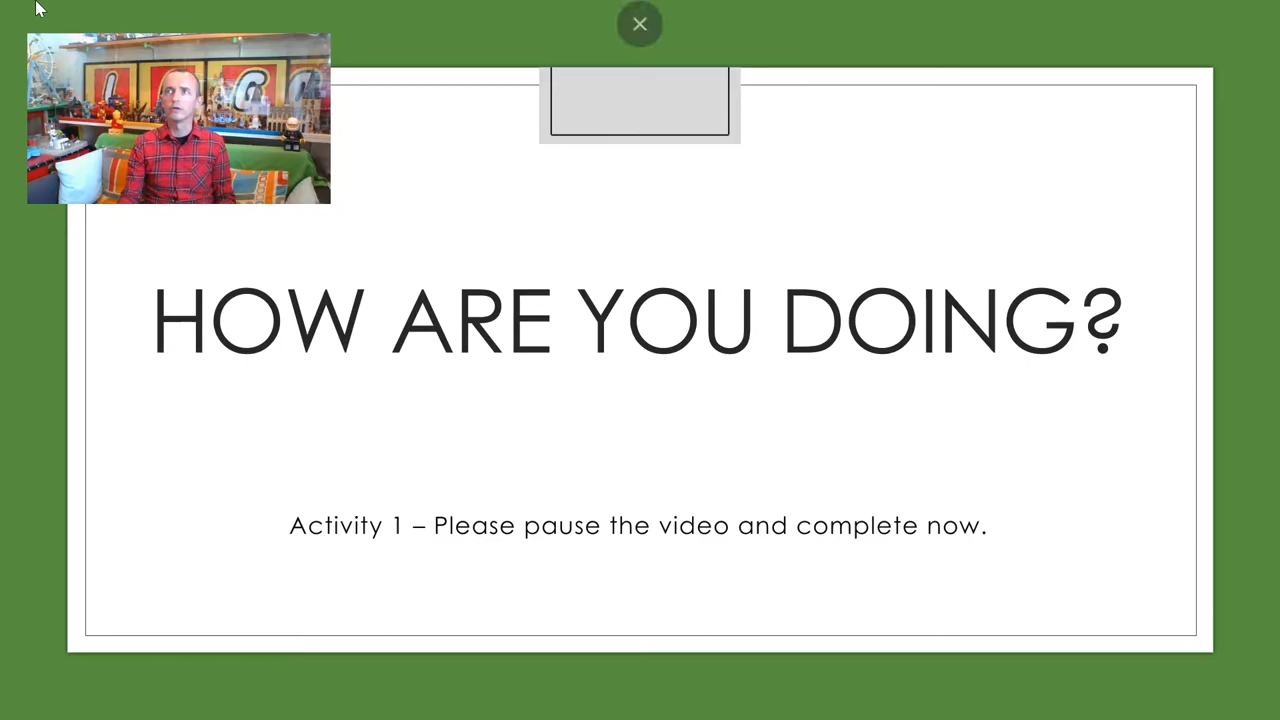 HOW ARE YOU DOING?
Activity 1 – Please pause the video and complete now.